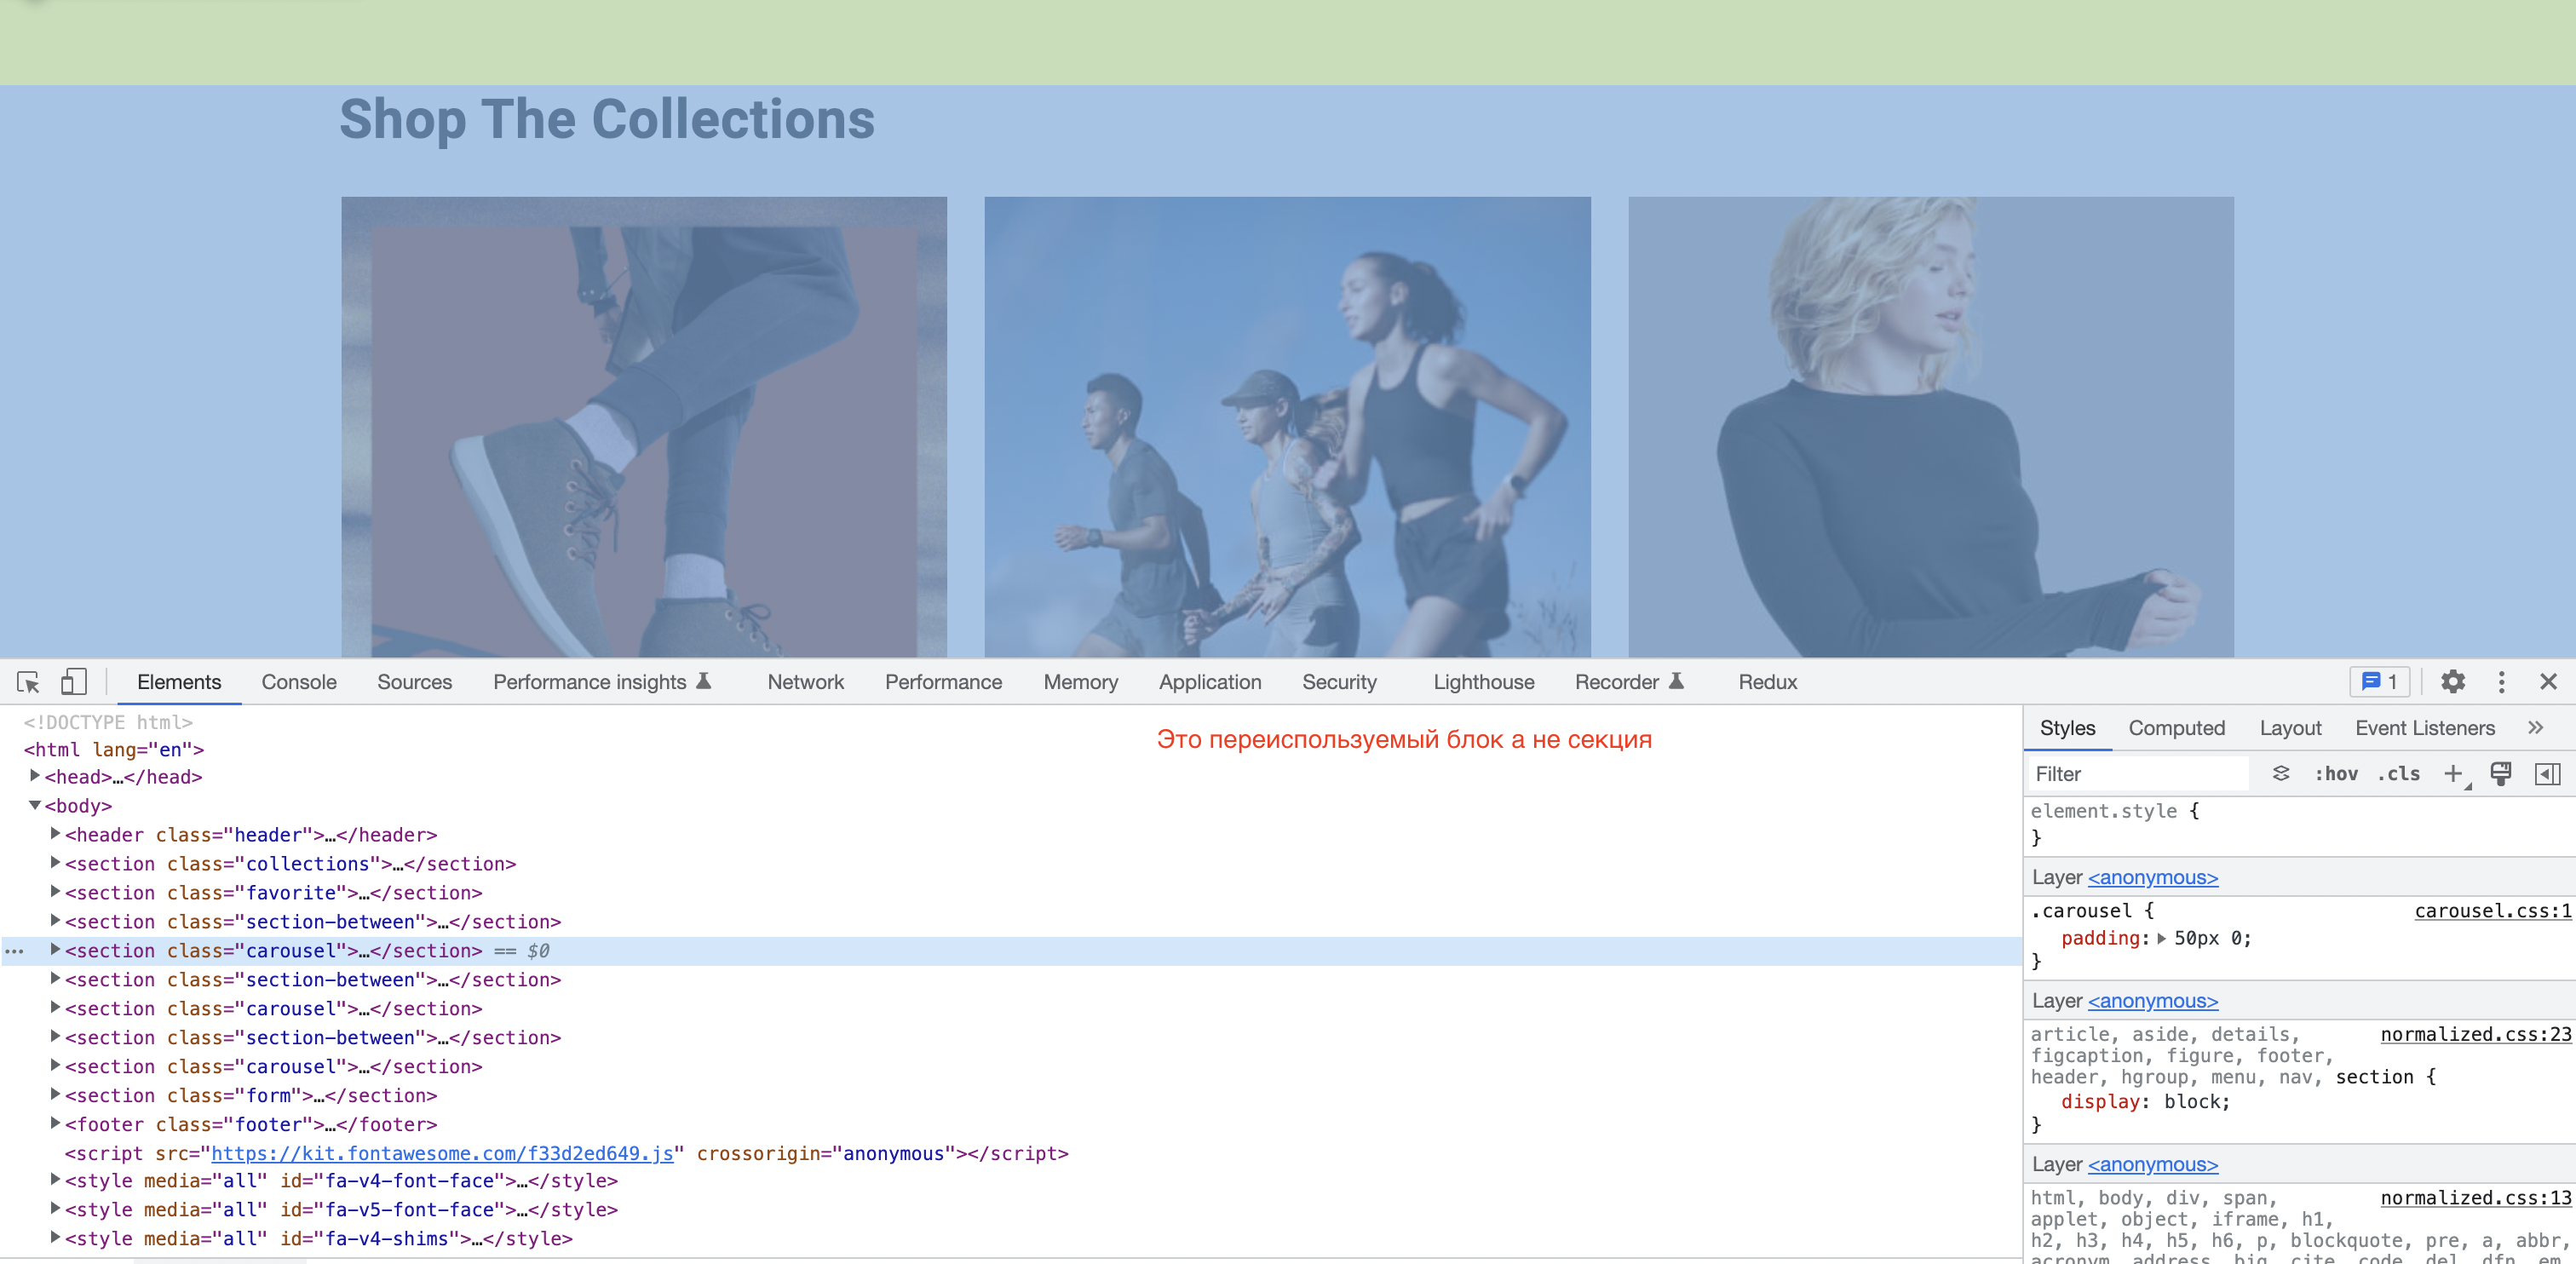 Shop The Collections
Elements Console Sources Performance insights Network Performance Memory Application Security Lighthouse Recorder Redux 1
<!DOCTYPE html>
Это переиспользуемый блок а не секция
<html lang="en">
<head>…</head>
<body>
<header class="header">…</header>
<section class="collections">…</section>
<section class="favorite">…</section>
<section class="section-between">…</section>
<section class="carousel">…</section> == $0
<section class="section-between">…</section>
<section class="carousel">…</section>
<section class="section-between">…</section>
<section class="carousel">…</section>
<section class="form">…</section>
<footer class="footer">…</footer>
<script src="https://kit.fontawesome.com/f33d2ed649.js" crossorigin="anonymous"></script>
<style media="all" id="fa-v4-font-face">…</style>
<style media="all" id="fa-v5-font-face">…</style>
<style media="all" id="fa-v4-shims">…</style>
Styles Computed Layout Event Listeners »
Filter :hov .cls +
element.style {
}
Layer <anonymous>
.carousel { carousel.css:1
padding: 50px 0;
}
Layer <anonymous>
article, aside, details, normalized.css:23
figcaption, figure, footer,
header, hgroup, menu, nav, section {
display: block;
}
Layer <anonymous>
html, body, div, span, normalized.css:13
applet, object, iframe, h1,
h2, h3, h4, h5, h6, p, blockquote, pre, a, abbr,
acronym, address, big, cite, code, del, dfn, em,